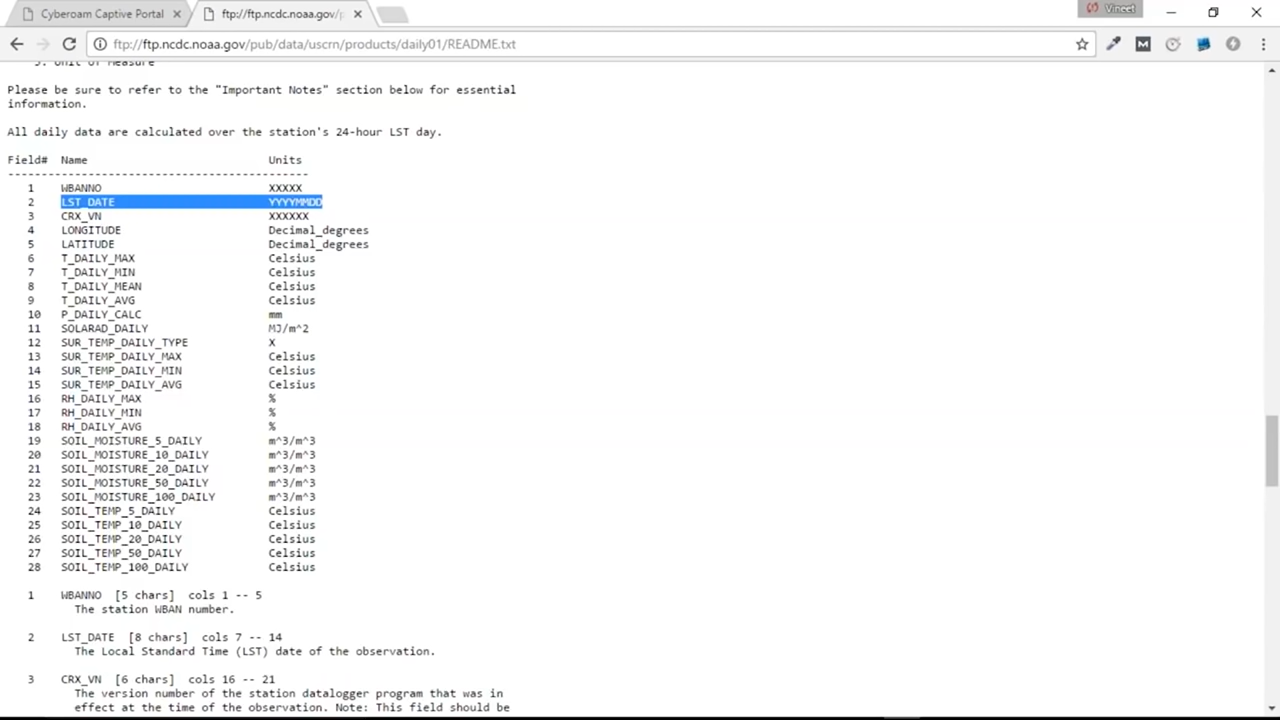 Cyberoam Captive Portal
ftp://ftp.ncdc.noaa.gov/p
Vineet
ftp://ftp.ncdc.noaa.gov/pub/data/uscrn/products/daily01/README.txt
5. Unit of Measure
Please be sure to refer to the "Important Notes" section below for essential
information.
All daily data are calculated over the station's 24-hour LST day.
Field#  Name                           Units
---------------------------------------------
1    WBANNO                         XXXXX
2    LST_DATE                       YYYYMMDD
3    CRX_VN                         XXXXXX
4    LONGITUDE                      Decimal_degrees
5    LATITUDE                       Decimal_degrees
6    T_DAILY_MAX                    Celsius
7    T_DAILY_MIN                    Celsius
8    T_DAILY_MEAN                   Celsius
9    T_DAILY_AVG                    Celsius
10   P_DAILY_CALC                   mm
11   SOLARAD_DAILY                  MJ/m^2
12   SUR_TEMP_DAILY_TYPE            X
13   SUR_TEMP_DAILY_MAX             Celsius
14   SUR_TEMP_DAILY_MIN             Celsius
15   SUR_TEMP_DAILY_AVG             Celsius
16   RH_DAILY_MAX                   %
17   RH_DAILY_MIN                   %
18   RH_DAILY_AVG                   %
19   SOIL_MOISTURE_5_DAILY          m^3/m^3
20   SOIL_MOISTURE_10_DAILY         m^3/m^3
21   SOIL_MOISTURE_20_DAILY         m^3/m^3
22   SOIL_MOISTURE_50_DAILY         m^3/m^3
23   SOIL_MOISTURE_100_DAILY        m^3/m^3
24   SOIL_TEMP_5_DAILY              Celsius
25   SOIL_TEMP_10_DAILY             Celsius
26   SOIL_TEMP_20_DAILY             Celsius
27   SOIL_TEMP_50_DAILY             Celsius
28   SOIL_TEMP_100_DAILY            Celsius
1    WBANNO  [5 chars]  cols 1 -- 5
The station WBAN number.
2    LST_DATE  [8 chars]  cols 7 -- 14
The Local Standard Time (LST) date of the observation.
3    CRX_VN  [6 chars]  cols 16 -- 21
The version number of the station datalogger program that was in
effect at the time of the observation. Note: This field should be